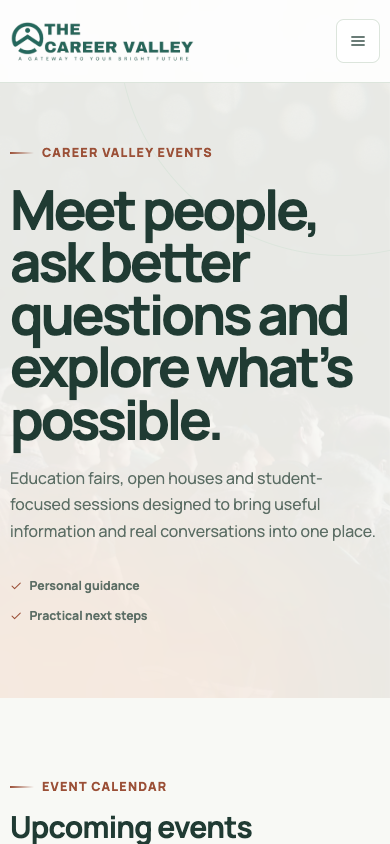 THE
CAREER VALLEY
A GATEWAY TO YOUR BRIGHT FUTURE
CAREER VALLEY EVENTS
Meet people,
ask better
questions and
explore what’s
possible.
Education fairs, open houses and student-
focused sessions designed to bring useful
information and real conversations into one place.
Personal guidance
Practical next steps
EVENT CALENDAR
Upcoming events